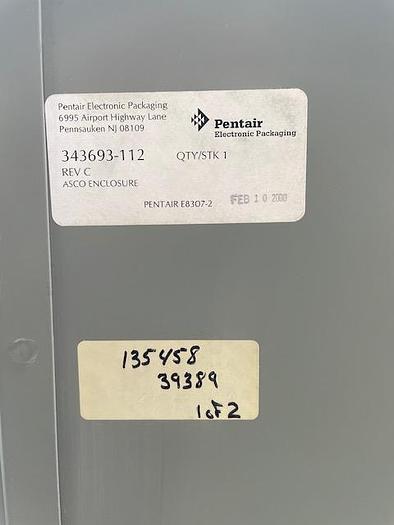 Pentair Electronic Packaging
6995 Airport Highway Lane
Pennsauken NJ 08109
Pentair
Electronic Packaging
343693-112 QTY/STK 1
REV C
ASCO ENCLOSURE
PENTAIR E8307-2 FEB 10 2000
135458
39389
1 of 2